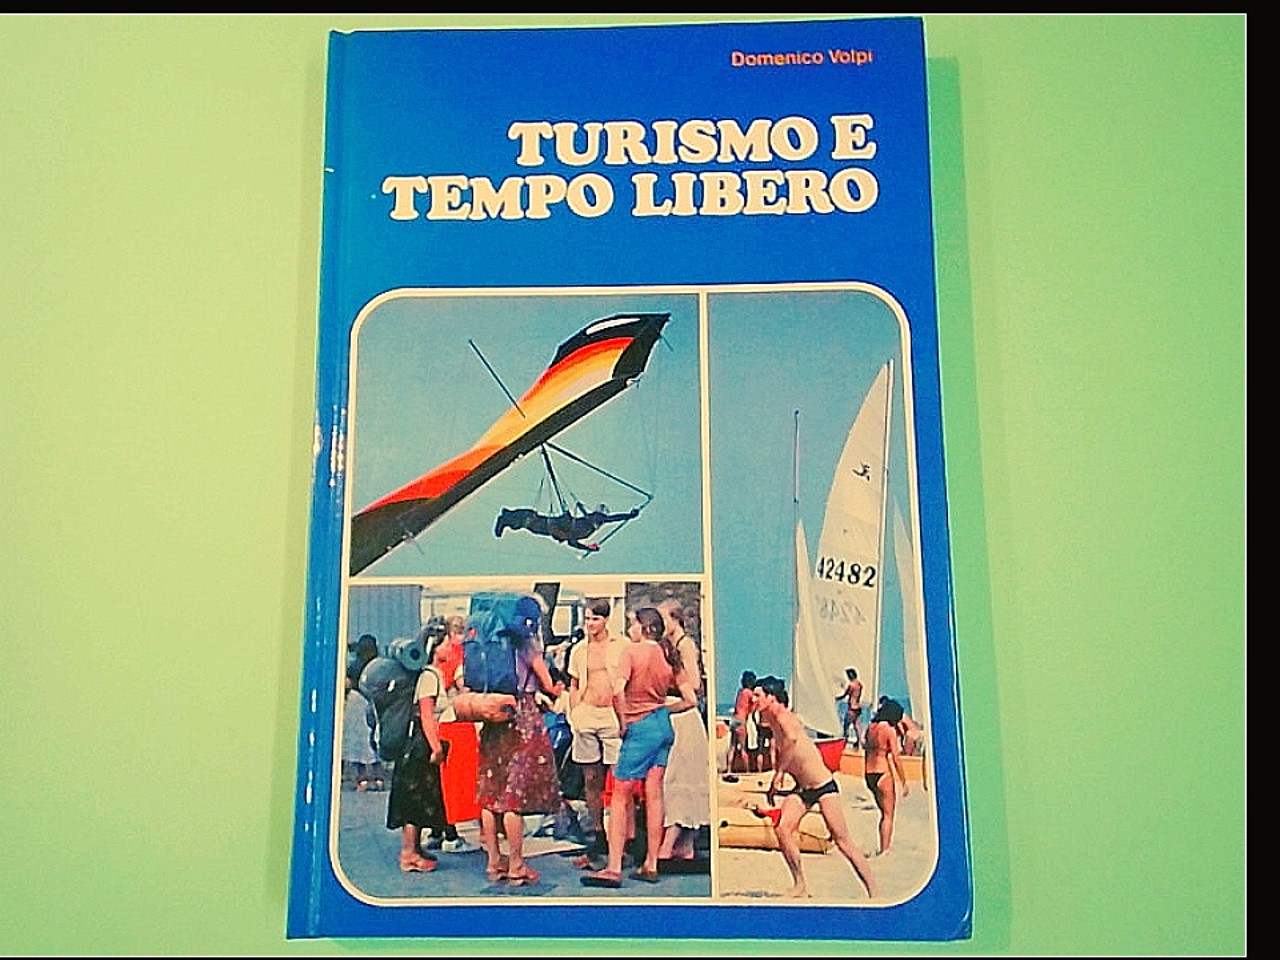 Domenico Volpi
TURISMO E
TEMPO LIBERO
42482